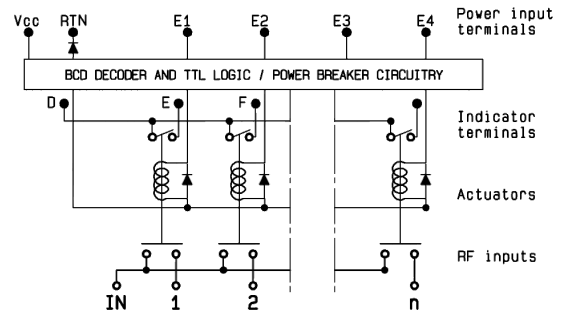 Vcc RTN E1 E2 E3 E4 Power input
terminals
BCD DECODER AND TTL LOGIC / POWER BREAKER CIRCUITRY
D E F
Indicator
terminals
Actuators
RF inputs
IN 1 2 n